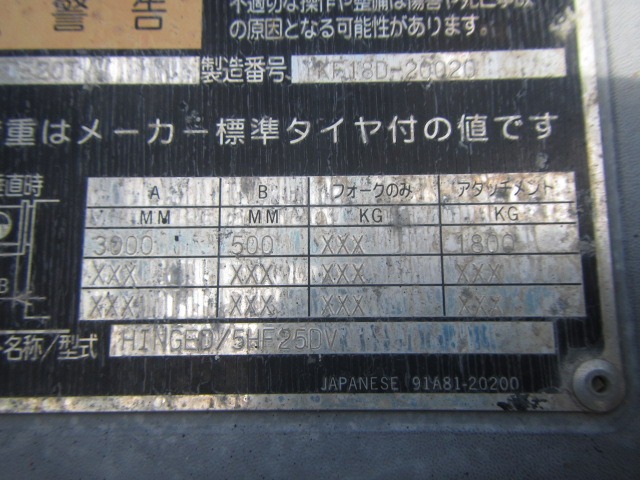 不適切な操作や整備は傷害や死亡事故
の原因となる可能性があります。
警告
製造番号
重はメーカー標準タイヤ付の値です
直時
A B フォークのみ アタッチメント
MM MM KG KG
3000 500 XXX 1800
XXX XXX XXX XXX
XXX XXX XXX XXX
B
名称/型式 HINGED/5HF25DV
JAPANESE 91A81-20200